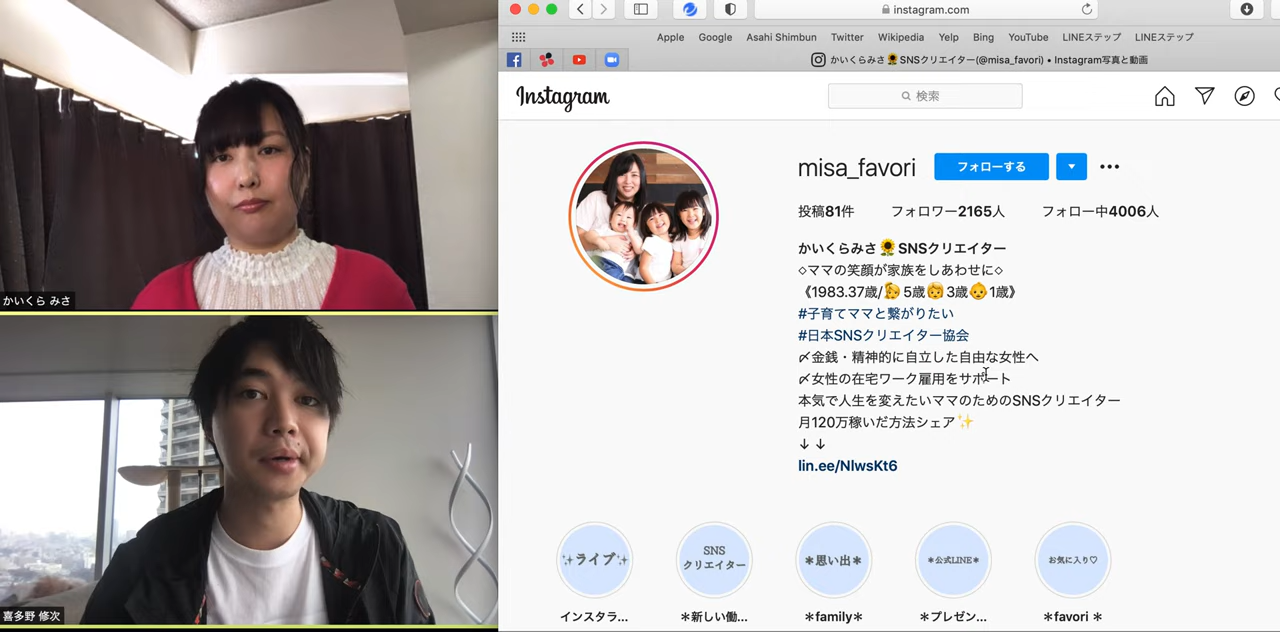 かいくら みさ
喜多野 修次
instagram.com
Apple Google Asahi Shimbun Twitter Wikipedia Yelp Bing YouTube LINEステップ LINEステップ
かいくらみさ🌻SNSクリエイター(@misa_favori) • Instagram写真と動画
Instagram
検索
misa_favori
フォローする
投稿81件 フォロワー2165人 フォロー中4006人
かいくらみさ🌻SNSクリエイター
◇ママの笑顔が家族をしあわせに◇
《1983.37歳/👧5歳👧3歳👶1歳》
#子育てママと繋がりたい
#日本SNSクリエイター協会
〆金銭・精神的に自立した自由な女性へ
〆女性の在宅ワーク雇用をサポート
本気で人生を変えたいママのためのSNSクリエイター
月120万稼いだ方法シェア✨
↓ ↓
lin.ee/NlwsKt6
✨ライブ✨
SNS
クリエイター
＊思い出＊
＊公式LINE＊
お気に入り♡
インスタラ...
＊新しい働...
＊family＊
＊プレゼン...
＊favori ＊